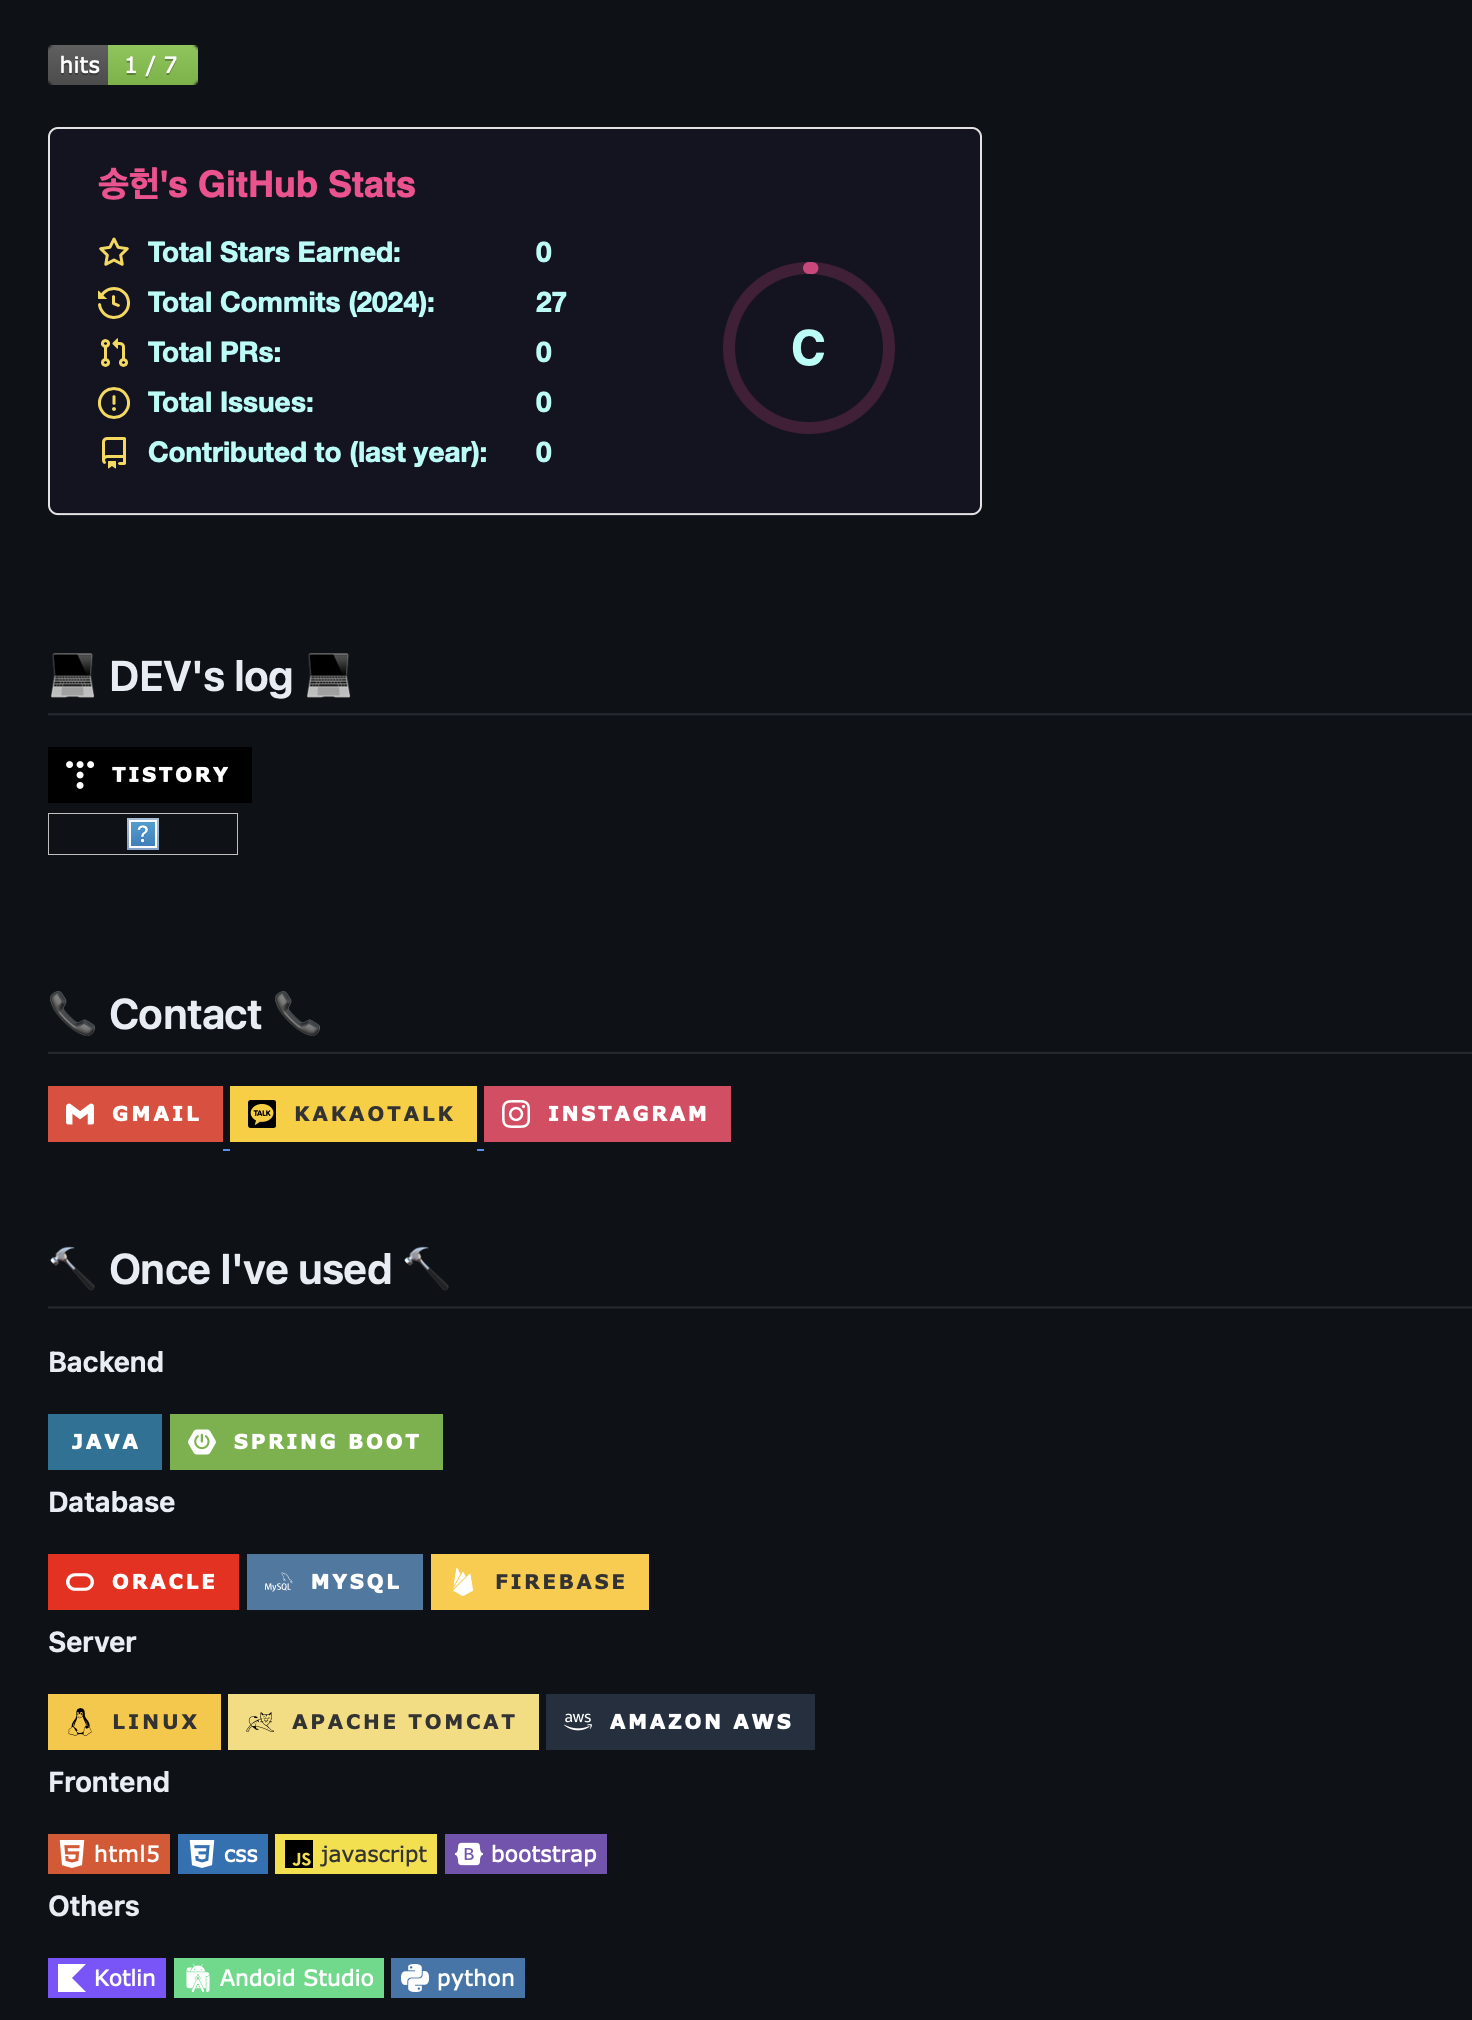 hits 1 / 7
송헌's GitHub Stats
Total Stars Earned: 0
Total Commits (2024): 27
Total PRs: 0
Total Issues: 0
Contributed to (last year): 0
C
DEV's log
TISTORY
?
Contact
GMAIL KAKAOTALK INSTAGRAM
Once I've used
Backend
JAVA SPRING BOOT
Database
ORACLE MySQL MYSQL FIREBASE
Server
LINUX APACHE TOMCAT aws AMAZON AWS
Frontend
html5 css JS javascript B bootstrap
Others
Kotlin Andoid Studio python